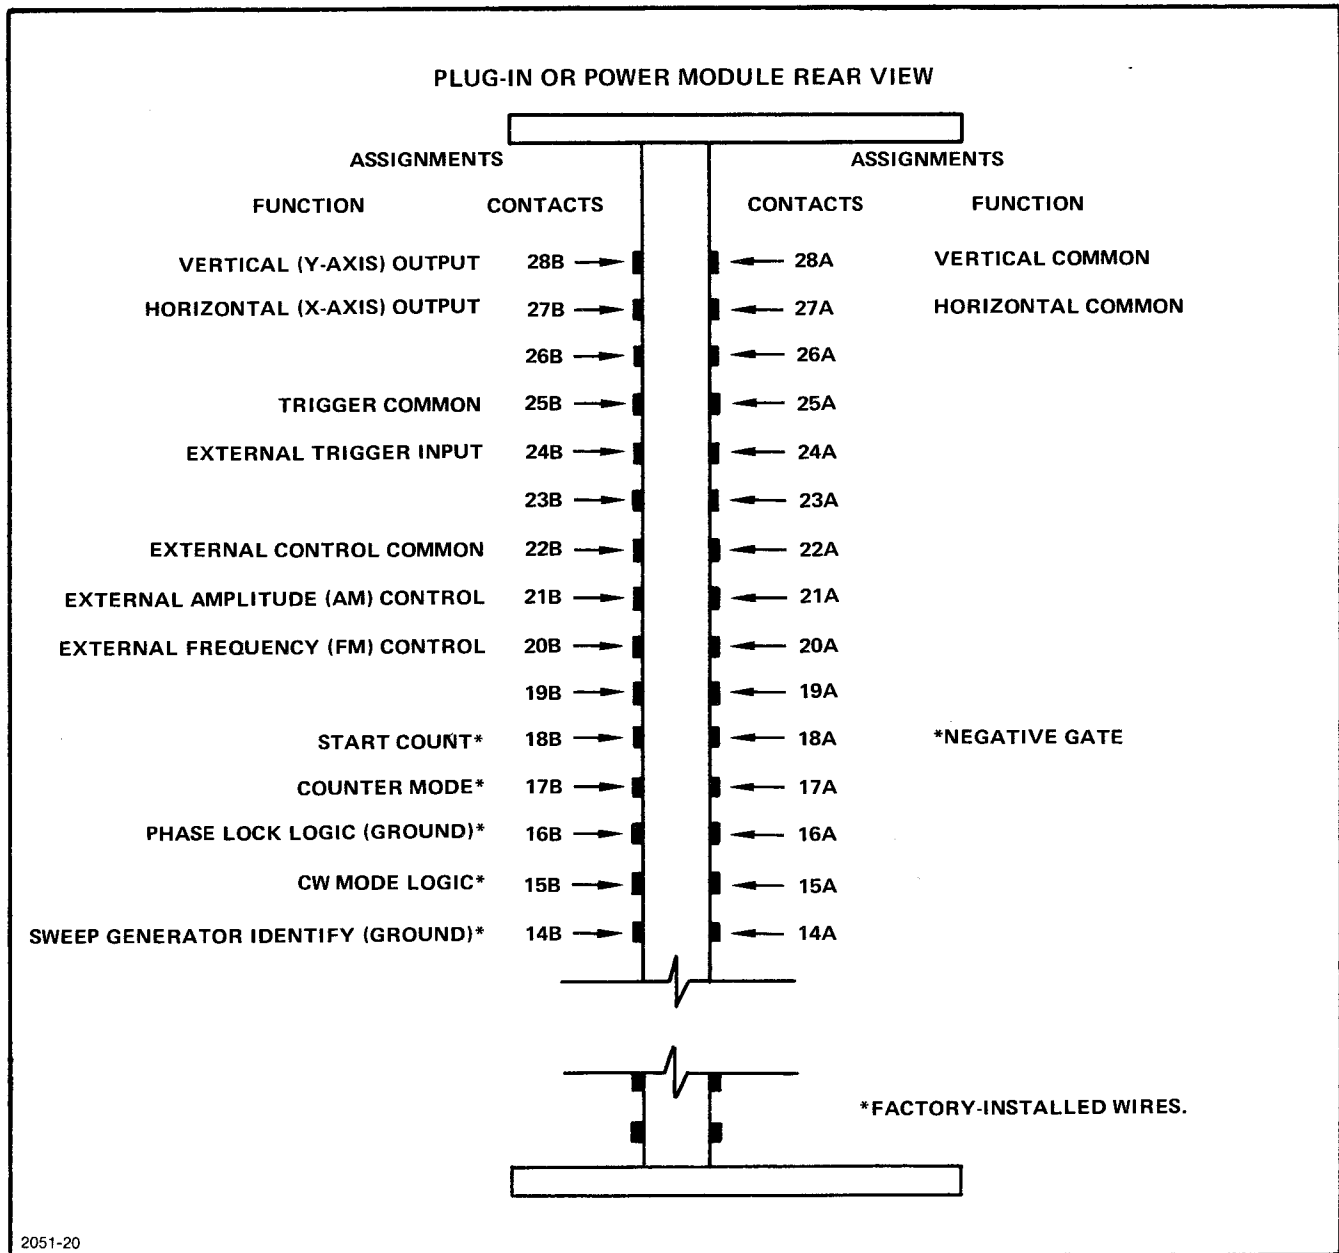 PLUG-IN OR POWER MODULE REAR VIEW
ASSIGNMENTS ASSIGNMENTS
FUNCTION CONTACTS CONTACTS FUNCTION
VERTICAL (Y-AXIS) OUTPUT 28B 28A VERTICAL COMMON
HORIZONTAL (X-AXIS) OUTPUT 27B 27A HORIZONTAL COMMON
26B 26A
TRIGGER COMMON 25B 25A
EXTERNAL TRIGGER INPUT 24B 24A
23B 23A
EXTERNAL CONTROL COMMON 22B 22A
EXTERNAL AMPLITUDE (AM) CONTROL 21B 21A
EXTERNAL FREQUENCY (FM) CONTROL 20B 20A
19B 19A
START COUNT* 18B 18A *NEGATIVE GATE
COUNTER MODE* 17B 17A
PHASE LOCK LOGIC (GROUND)* 16B 16A
CW MODE LOGIC* 15B 15A
SWEEP GENERATOR IDENTIFY (GROUND)* 14B 14A
*FACTORY-INSTALLED WIRES.
2051-20